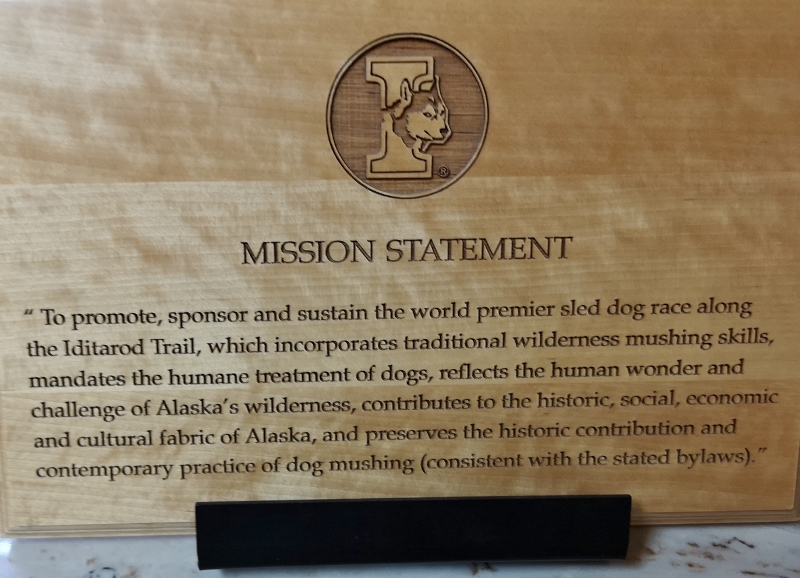 I
®
MISSION STATEMENT
“ To promote, sponsor and sustain the world premier sled dog race along
the Iditarod Trail, which incorporates traditional wilderness mushing skills,
mandates the humane treatment of dogs, reflects the human wonder and
challenge of Alaska's wilderness, contributes to the historic, social, economic
and cultural fabric of Alaska, and preserves the historic contribution and
contemporary practice of dog mushing (consistent with the stated bylaws).”